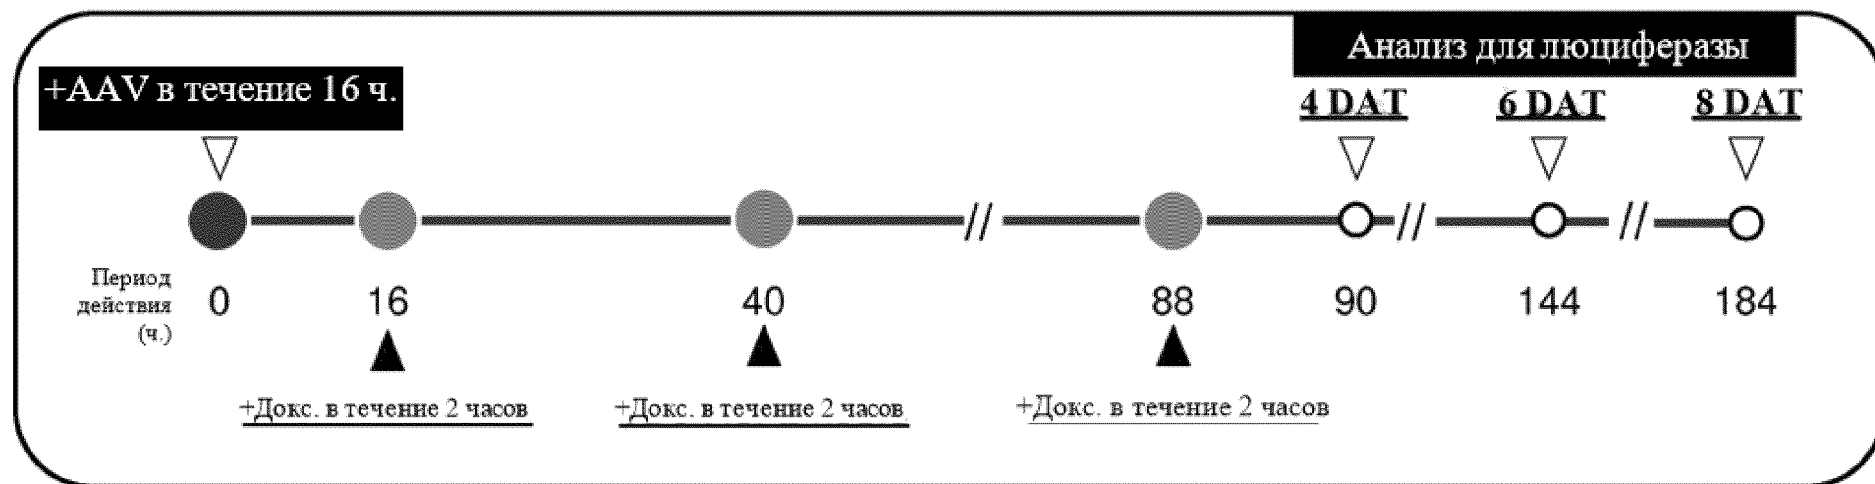 Анализ для люциферазы
+AAV в течение 16 ч.
4 DAT 6 DAT 8 DAT
Период
действия
(ч.)
0 16 40 88 90 144 184
// // //
+Докс. в течение 2 часов +Докс. в течение 2 часов +Докс. в течение 2 часов